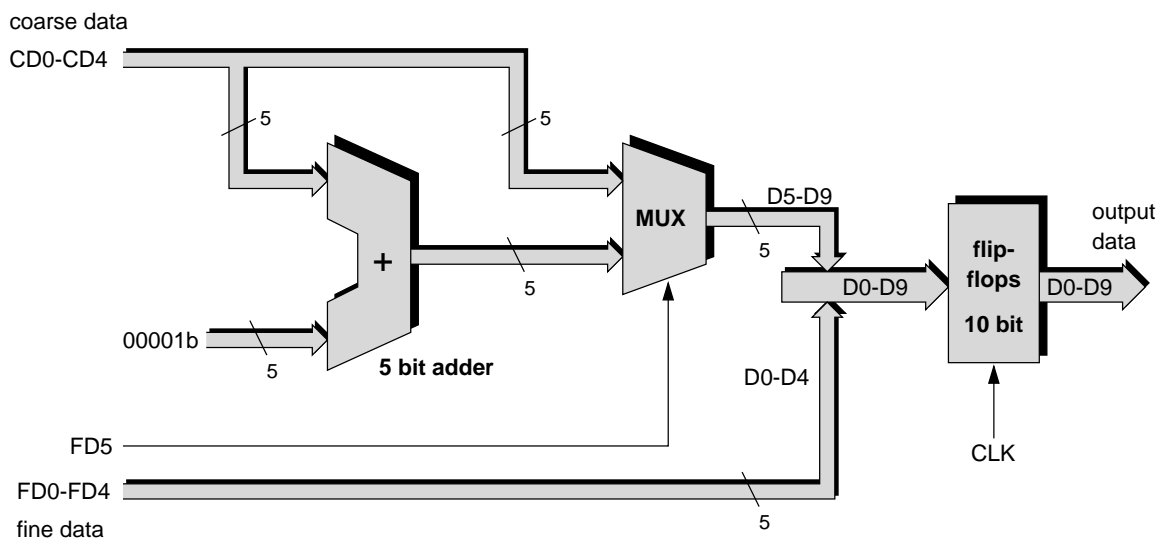 coarse data
CD0-CD4
5
5
D5-D9
MUX
5
output
data
flip-
flops
10 bit
+
5
D0-D9
D0-D9
00001b
5
5 bit adder
D0-D4
FD5
CLK
FD0-FD4
5
fine data